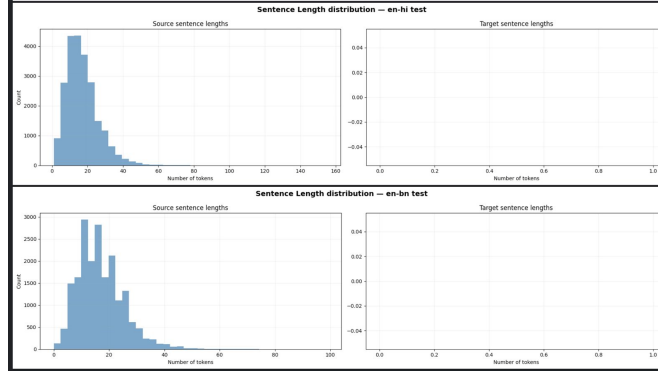 Sentence Length distribution — en-hi test
Source sentence lengths
Target sentence lengths
Count
4000
3000
2000
1000
0
0 20 40 60 80 100 120 140 160
Number of tokens
0.04
0.02
0.00
−0.02
−0.04
0.0 0.2 0.4 0.6 0.8 1.0
Number of tokens
Sentence Length distribution — en-bn test
Source sentence lengths
Target sentence lengths
Count
3000
2500
2000
1500
1000
500
0
0 20 40 60 80 100
Number of tokens
0.04
0.02
0.00
−0.02
−0.04
0.0 0.2 0.4 0.6 0.8 1.0
Number of tokens